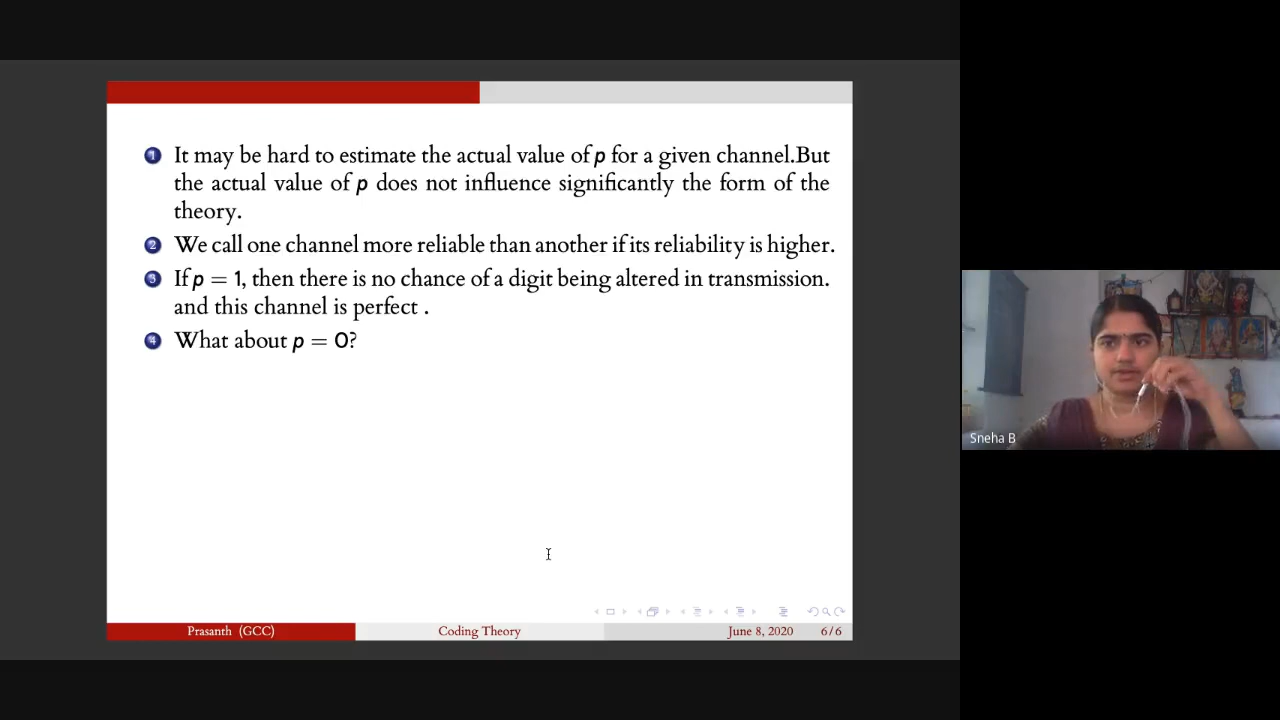 1 It may be hard to estimate the actual value of p for a given channel.But
the actual value of p does not influence significantly the form of the
theory.
2 We call one channel more reliable than another if its reliability is higher.
3 If p = 1, then there is no chance of a digit being altered in transmission.
and this channel is perfect .
4 What about p = 0?
Sneha B
Prasanth (GCC) Coding Theory June 8, 2020 6/6